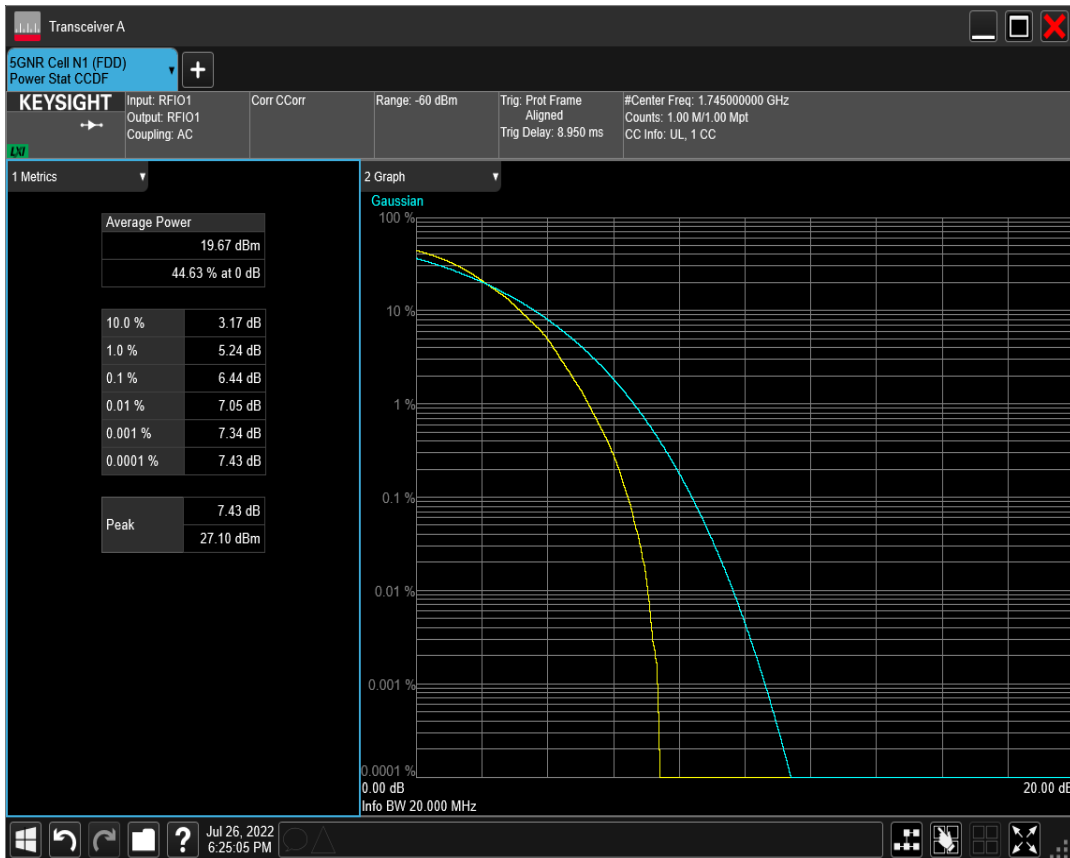 Transceiver A
5GNR Cell N1 (FDD)
Power Stat CCDF
KEYSIGHT
LXI
Input: RFIO1
Output: RFIO1
Coupling: AC
Corr CCorr
Range: -60 dBm
Trig: Prot Frame
Aligned
Trig Delay: 8.950 ms
#Center Freq: 1.745000000 GHz
Counts: 1.00 M/1.00 Mpt
CC Info: UL, 1 CC
1 Metrics
Average Power
19.67 dBm
44.63 % at 0 dB
10.0 % 3.17 dB
1.0 % 5.24 dB
0.1 % 6.44 dB
0.01 % 7.05 dB
0.001 % 7.34 dB
0.0001 % 7.43 dB
Peak
7.43 dB
27.10 dBm
2 Graph
Gaussian
100 %
10 %
1 %
0.1 %
0.01 %
0.001 %
0.0001 %
0.00 dB
20.00 dB
Info BW 20.000 MHz
?
Jul 26, 2022
6:25:05 PM